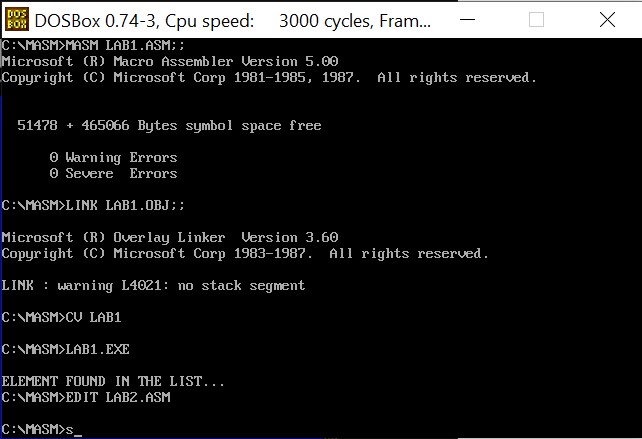 DOS
BOX
DOSBox 0.74-3, Cpu speed: 3000 cycles, Fram...
C:\MASM>MASM LAB1.ASM;;
Microsoft (R) Macro Assembler Version 5.00
Copyright (C) Microsoft Corp 1981-1985, 1987.  All rights reserved.
51478 + 465066 Bytes symbol space free
0 Warning Errors
0 Severe  Errors
C:\MASM>LINK LAB1.OBJ;;
Microsoft (R) Overlay Linker  Version 3.60
Copyright (C) Microsoft Corp 1983-1987.  All rights reserved.
LINK : warning L4021: no stack segment
C:\MASM>CV LAB1
C:\MASM>LAB1.EXE
ELEMENT FOUND IN THE LIST...
C:\MASM>EDIT LAB2.ASM
C:\MASM>s_